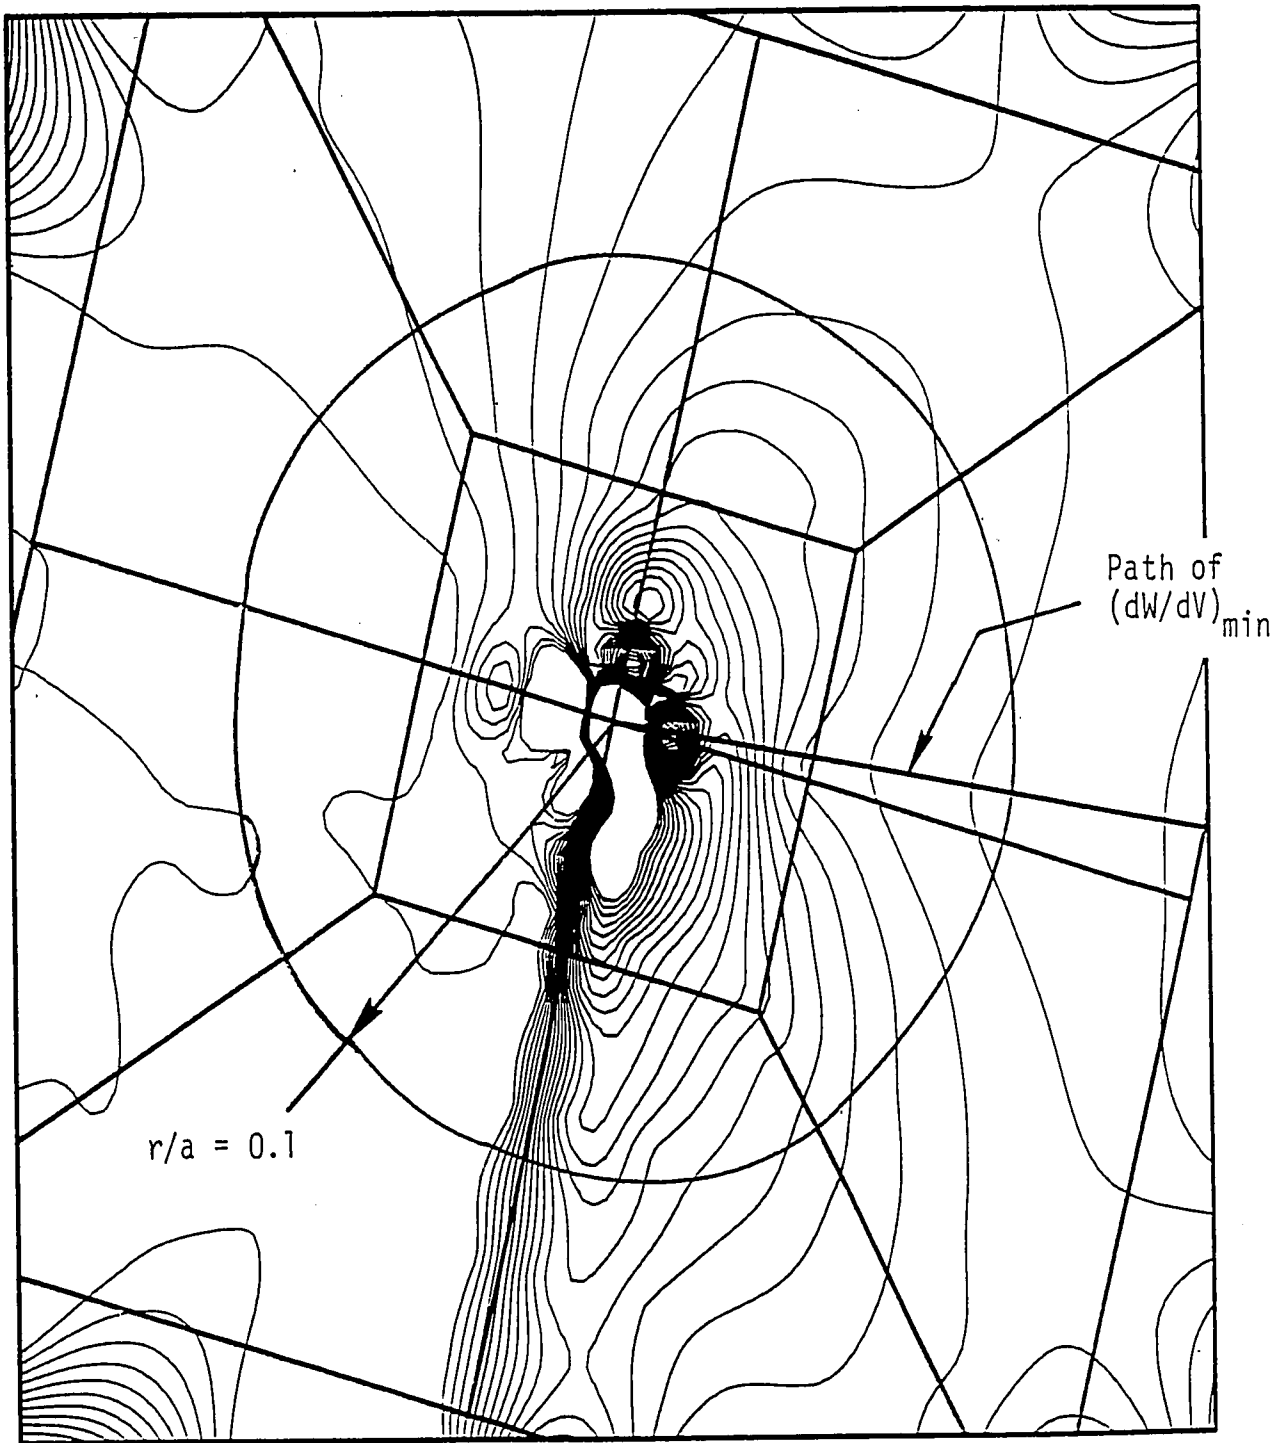 Path of
(dW/dV)min
r/a = 0.1